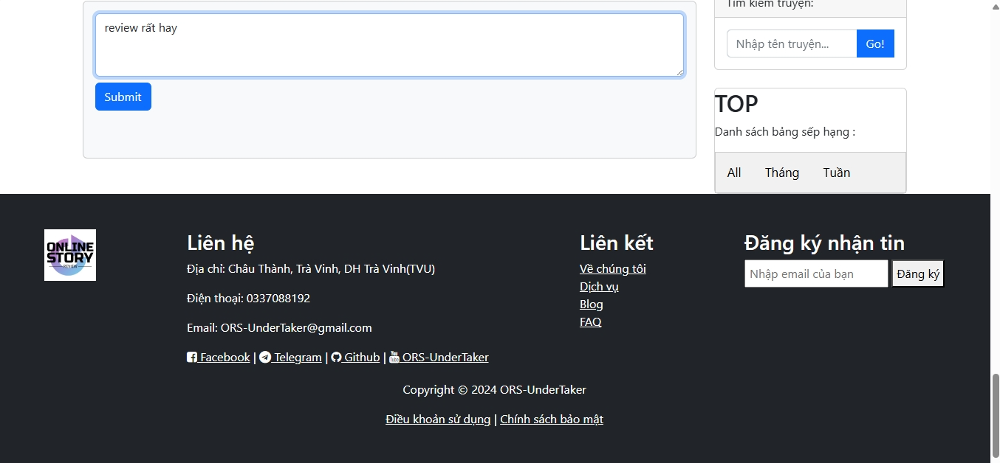 review rất hay
Submit
Tìm kiếm truyện:
Nhập tên truyện...
Go!
TOP
Danh sách bảng sếp hạng :
All
Tháng
Tuần
ONLINE
STORY
REVIEW
Liên hệ
Địa chỉ: Châu Thành, Trà Vinh, DH Trà Vinh(TVU)
Điện thoại: 0337088192
Email: ORS-UnderTaker@gmail.com
Facebook | Telegram | Github | ORS-UnderTaker
Liên kết
Về chúng tôi
Dịch vụ
Blog
FAQ
Đăng ký nhận tin
Nhập email của bạn
Đăng ký
Copyright © 2024 ORS-UnderTaker
Điều khoản sử dụng | Chính sách bảo mật